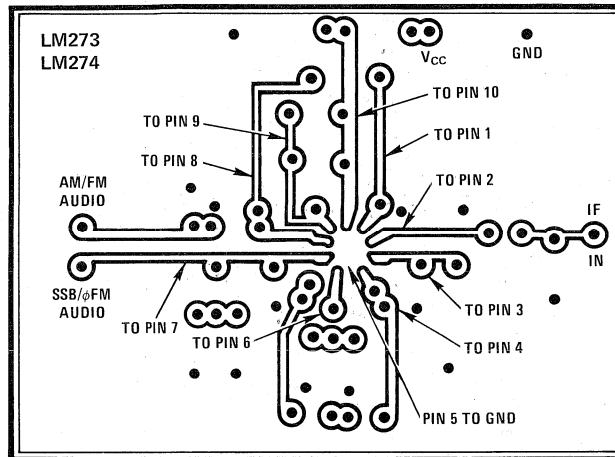 LM273
LM274
VCC
GND
TO PIN 10
TO PIN 9
TO PIN 1
TO PIN 8
TO PIN 2
AM/FM
AUDIO
IF
IN
SSB/φFM
AUDIO
TO PIN 7
TO PIN 6
TO PIN 3
TO PIN 4
PIN 5 TO GND